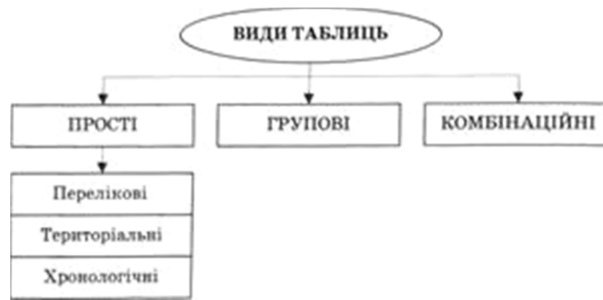 ВИДИ ТАБЛИЦЬ
ПРОСТІ
ГРУПОВІ
КОМБІНАЦІЙНІ
Перелікові
Територіальні
Хронологічні